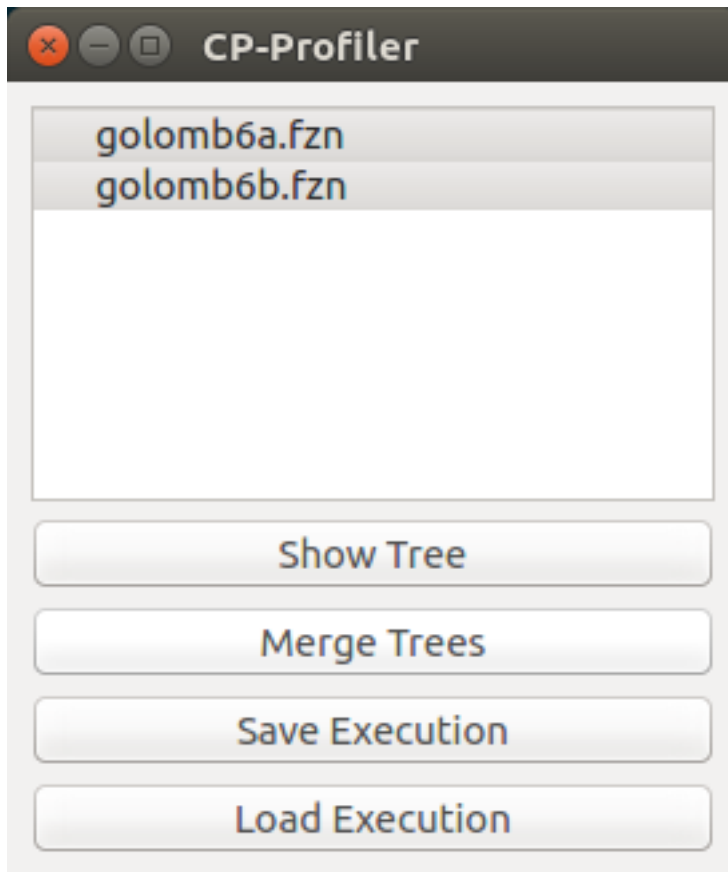 CP-Profiler
golomb6a.fzn
golomb6b.fzn
Show Tree
Merge Trees
Save Execution
Load Execution